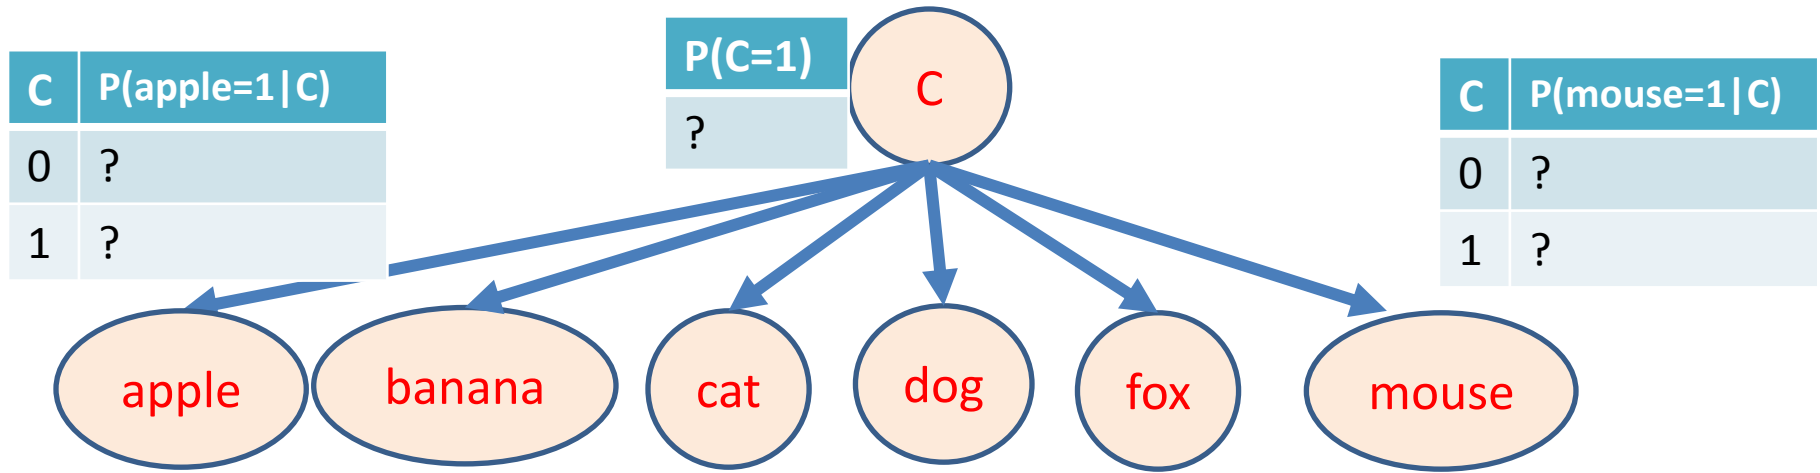 C P(apple=1|C)
0 ?
1 ?
P(C=1)
?
C
C P(mouse=1|C)
0 ?
1 ?
apple banana cat dog fox mouse